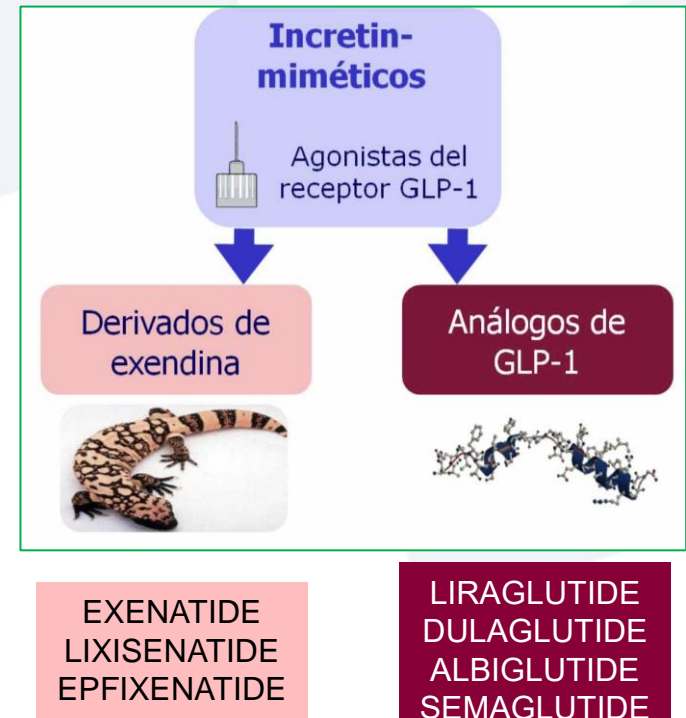 Incretin-
miméticos
Agonistas del
receptor GLP-1
Derivados de
exendina
Análogos de
GLP-1
EXENATIDE
LIXISENATIDE
EPFIXENATIDE
LIRAGLUTIDE
DULAGLUTIDE
ALBIGLUTIDE
SEMAGLUTIDE